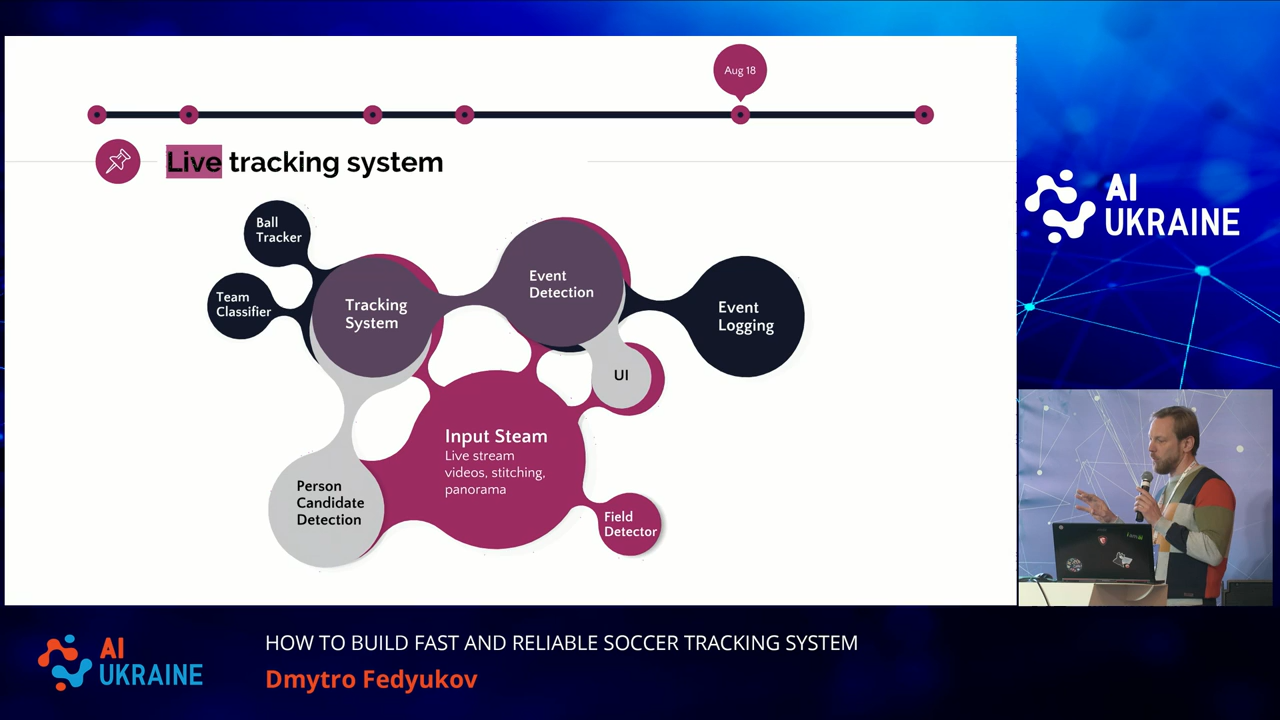 Aug 18
Live tracking system
Ball
Tracker
Team
Classifier
Tracking
System
Event
Detection
Event
Logging
UI
Input Steam
Live stream
videos, stitching,
panorama
Person
Candidate
Detection
Field
Detector
AI
UKRAINE
AI
UKRAINE
HOW TO BUILD FAST AND RELIABLE SOCCER TRACKING SYSTEM
Dmytro Fedyukov